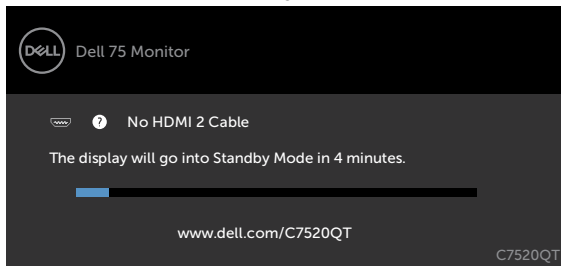 DELL
Dell 75 Monitor
? No HDMI 2 Cable
The display will go into Standby Mode in 4 minutes.
www.dell.com/C7520QT
C7520QT